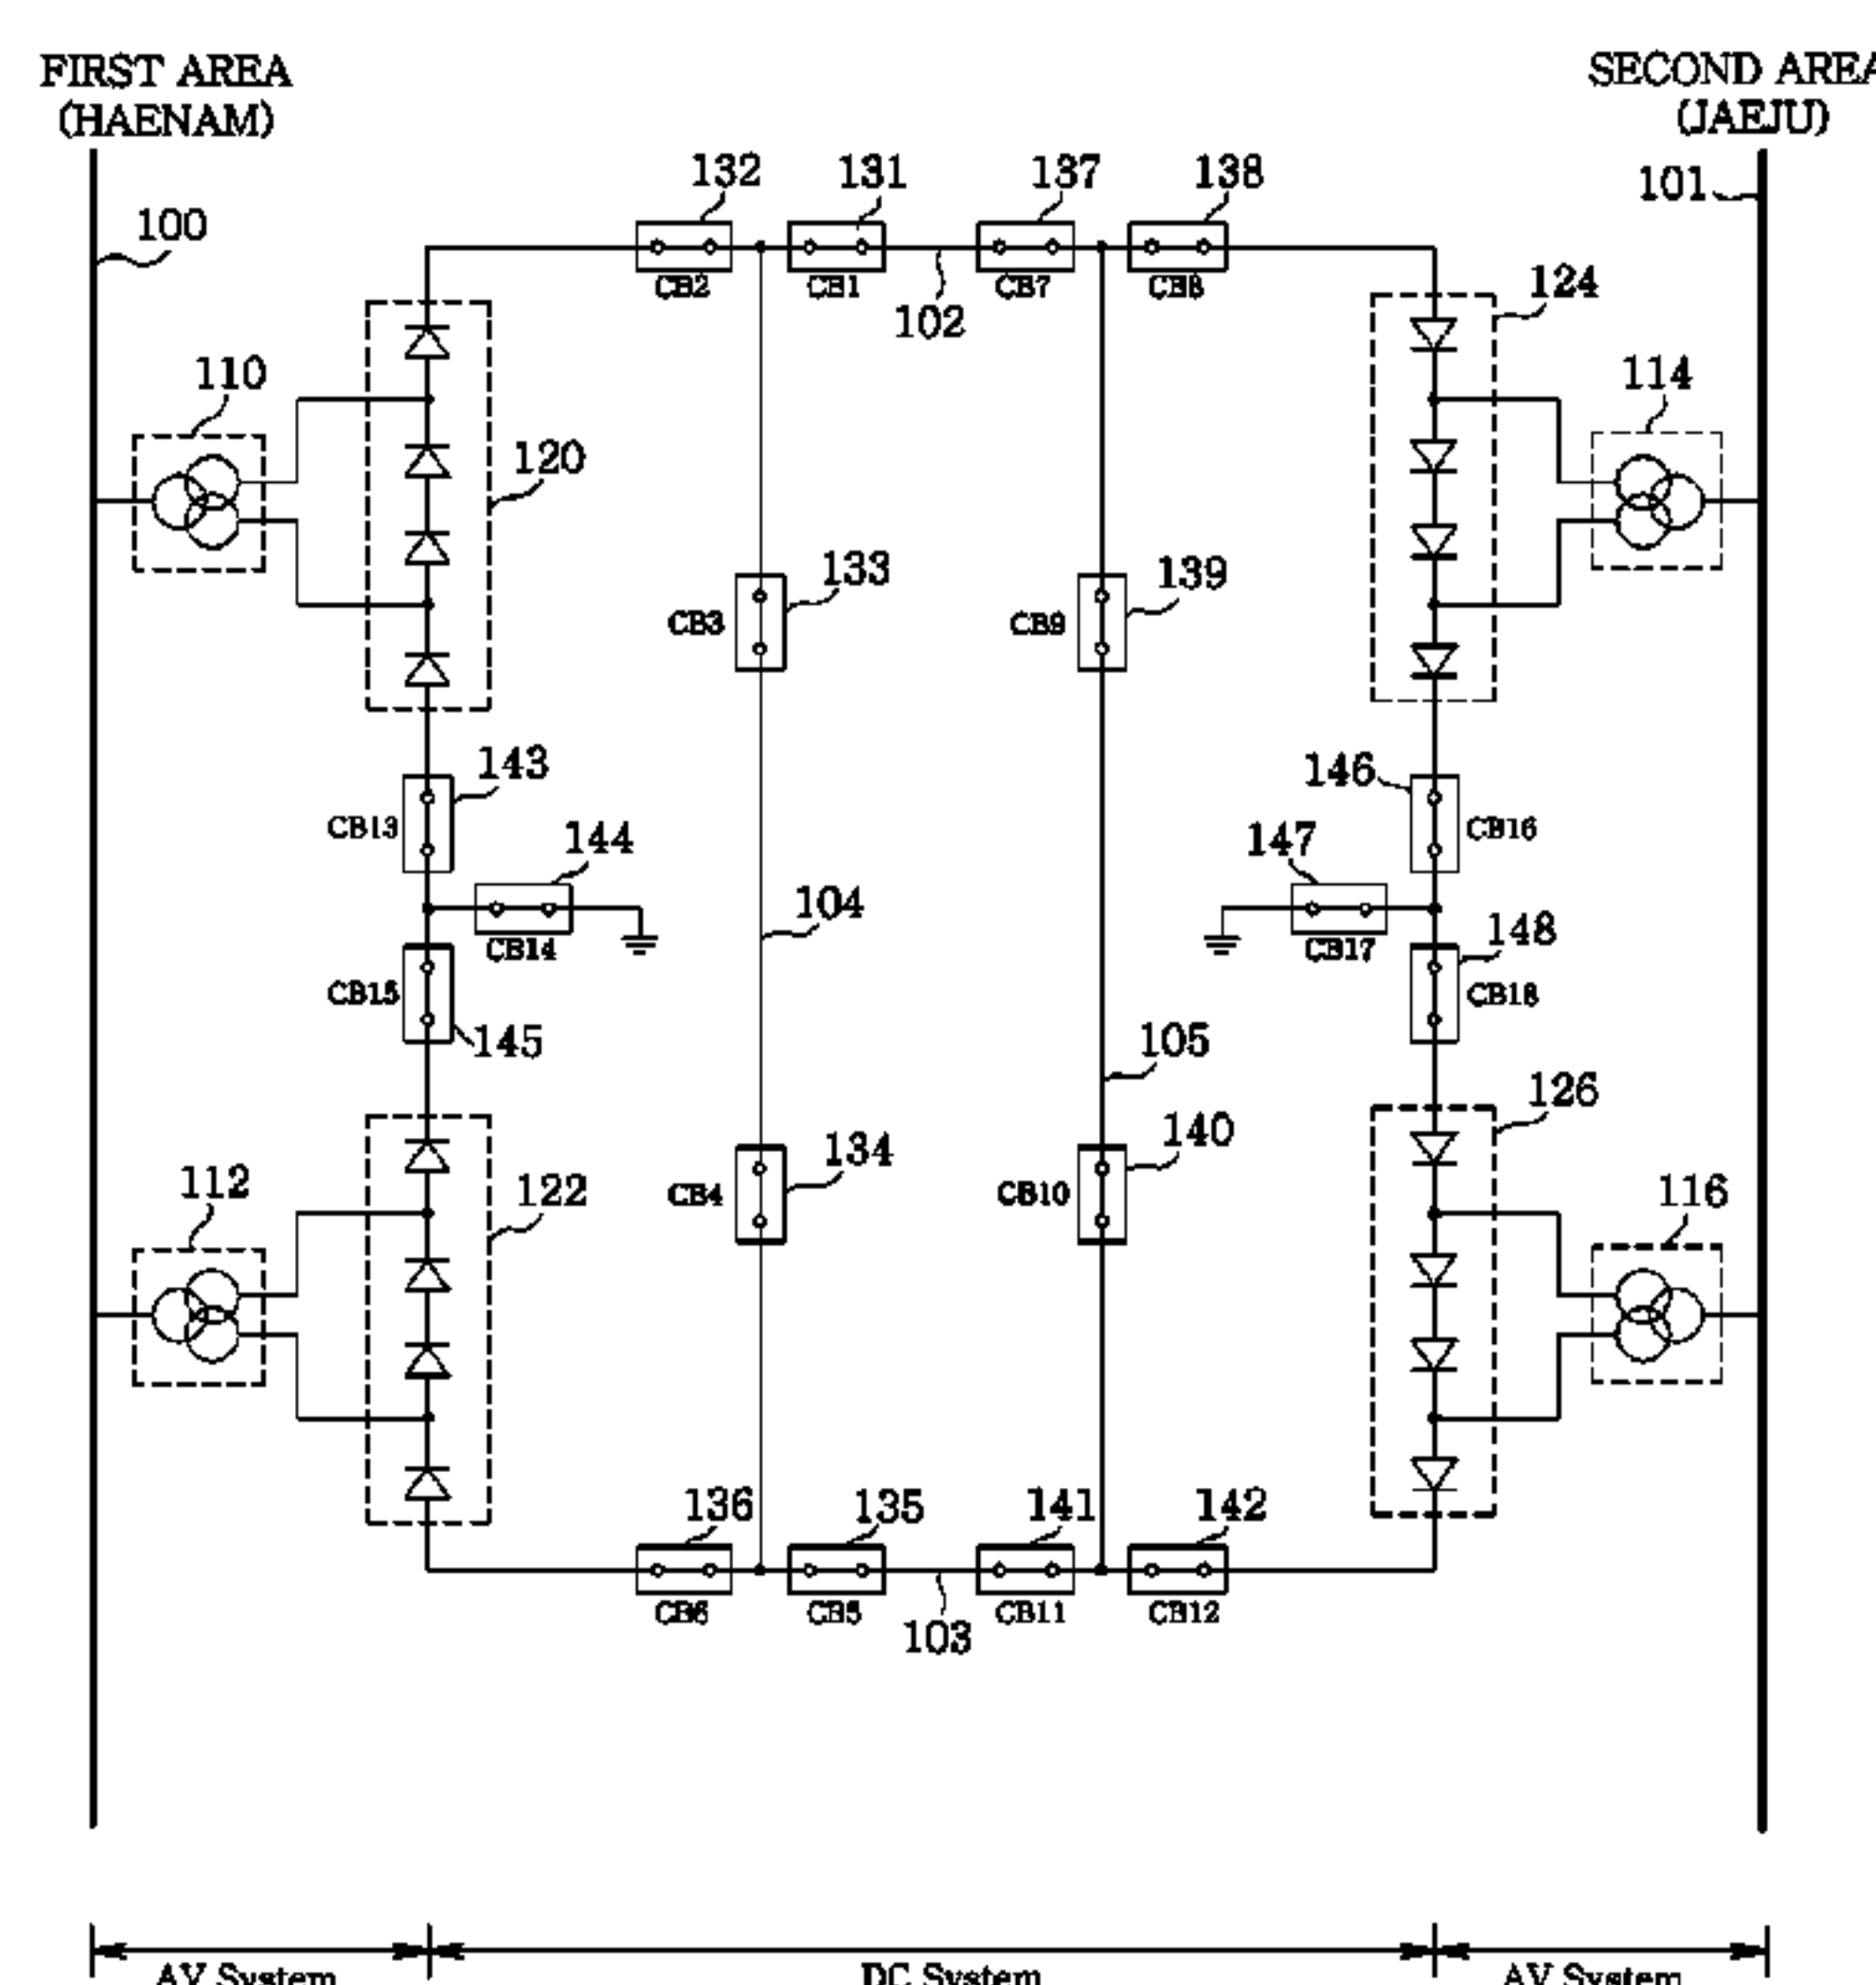 FIRST AREA
(HAENAM)
SECOND AREA
(JAEJU)
132
131
137
138
101
100
CB2
CB1
CB7
CB8
102
124
110
114
120
133
139
CB3
CB9
143
146
CB13
CB16
144
147
104
CB14
CB17
148
CB15
CB18
145
105
126
140
134
112
122
CB4
CB10
116
136
135
141
142
CB6
CB5
CB11
CB12
103
AV System
DC System
AV System